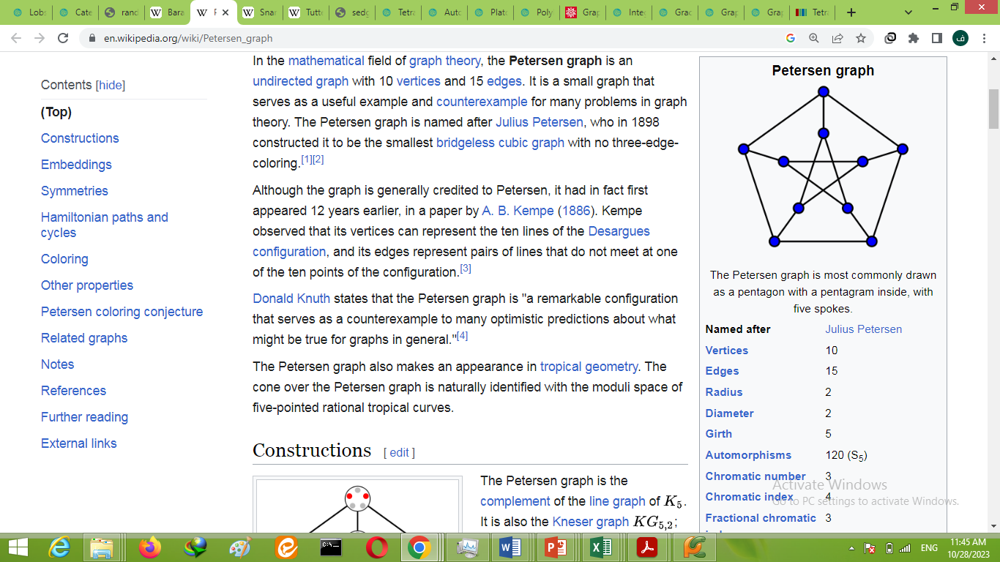 Lobs
Cate
rand
Bara
P
Snar
Tutte
sedg
Tetra
Auto
Plato
Poly
Grap
Inter
Grac
Grap
Grap
Tetra
en.wikipedia.org/wiki/Petersen_graph
Contents [hide]
(Top)
Constructions
Embeddings
Symmetries
Hamiltonian paths and
cycles
Coloring
Other properties
Petersen coloring conjecture
Related graphs
Notes
References
Further reading
External links
In the mathematical field of graph theory, the Petersen graph is an
undirected graph with 10 vertices and 15 edges. It is a small graph that
serves as a useful example and counterexample for many problems in graph
theory. The Petersen graph is named after Julius Petersen, who in 1898
constructed it to be the smallest bridgeless cubic graph with no three-edge-
coloring.[1][2]
Although the graph is generally credited to Petersen, it had in fact first
appeared 12 years earlier, in a paper by A. B. Kempe (1886). Kempe
observed that its vertices can represent the ten lines of the Desargues
configuration, and its edges represent pairs of lines that do not meet at one
of the ten points of the configuration.[3]
Donald Knuth states that the Petersen graph is "a remarkable configuration
that serves as a counterexample to many optimistic predictions about what
might be true for graphs in general."[4]
The Petersen graph also makes an appearance in tropical geometry. The
cone over the Petersen graph is naturally identified with the moduli space of
five-pointed rational tropical curves.
Constructions [ edit ]
The Petersen graph is the
complement of the line graph of K5.
It is also the Kneser graph KG5,2;
Petersen graph
The Petersen graph is most commonly drawn
as a pentagon with a pentagram inside, with
five spokes.
Named after Julius Petersen
Vertices 10
Edges 15
Radius 2
Diameter 2
Girth 5
Automorphisms 120 (S5)
Chromatic number 3
Chromatic index 4
Fractional chromatic 3
Activate Windows
Go to PC settings to activate Windows.
ENG
11:45 AM
10/28/2023